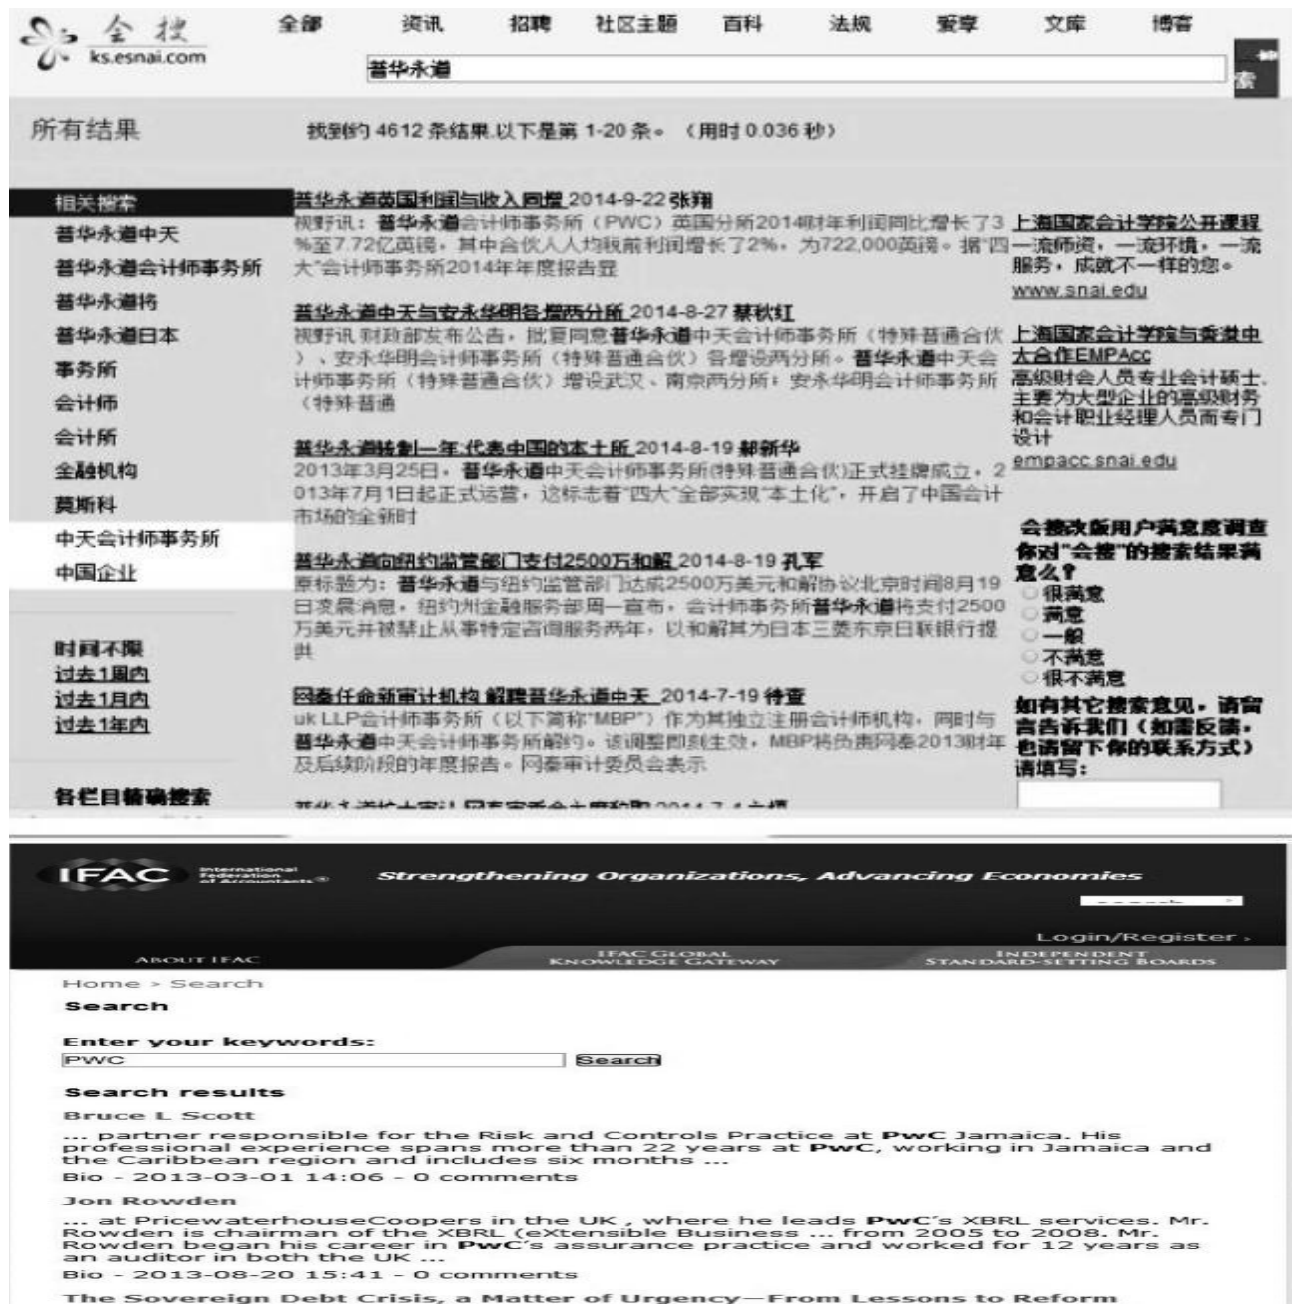 会搜
ks.esnai.com
全部 资讯 招聘 社区主题 百科 法规 爱享 文库 博客
普华永道
索
所有结果
找到约 4612 条结果.以下是第 1-20 条。（用时 0.036 秒）
相关搜索
普华永道中天
普华永道会计师事务所
普华永道将
普华永道日本
事务所
会计师
会计所
金融机构
莫斯科
中天会计师事务所
中国企业
时间不限
过去1周内
过去1月内
过去1年内
各栏目精确搜索
普华永道英国利润与收入同增 2014-9-22 张翔
视野讯：普华永道会计师事务所（PWC）英国分所2014财年利润同比增长了3
%至7.72亿英镑，其中合伙人人均税前利润增长了2%，为722,000英镑。据“四
大”会计师事务所2014年年度报告显
普华永道中天与安永华明各增两分所 2014-8-27 蔡秋红
视野讯 财政部发布公告，批复同意普华永道中天会计师事务所（特殊普通合伙
）、安永华明会计师事务所（特殊普通合伙）各增设两分所。普华永道中天会
计师事务所（特殊普通合伙）增设武汉、南京两分所；安永华明会计师事务所
（特殊普通
普华永道转制一年:代表中国的本土所 2014-8-19 郝新华
2013年3月25日，普华永道中天会计师事务所(特殊普通合伙)正式挂牌成立，2
013年7月1日起正式运营，这标志着“四大”全部实现“本土化”，开启了中国会计
市场的全新时
普华永道向纽约监管部门支付2500万和解 2014-8-19 孔军
原标题为：普华永道与纽约监管部门达成2500万美元和解协议北京时间8月19
日凌晨消息，纽约州金融服务部周一宣布，会计师事务所普华永道将支付2500
万美元并被禁止从事特定咨询服务两年，以和解其为日本三菱东京日联银行提
供
网秦任命新审计机构 解聘普华永道中天 2014-7-19 待查
uk LLP会计师事务所（以下简称“MBP”）作为其独立注册会计师机构，同时与
普华永道中天会计师事务所解约。该调整即刻生效，MBP将负责网秦2013财年
及后续阶段的年度报告。网秦审计委员会表示
上海国家会计学院公开课程
一流师资，一流环境，一流
服务，成就不一样的您。
www.snai.edu
上海国家会计学院与香港中
大合作EMPAcc
高级财会人员专业会计硕士.
主要为大型企业的高级财务
和会计职业经理人员而专门
设计
empacc.snai.edu
会搜改版用户满意度调查
你对“会搜”的搜索结果满
意么？
很满意
满意
一般
不满意
很不满意
如有其它搜索意见，请留
言告诉我们（如需反馈，
也请留下你的联系方式）
请填写：
IFAC International
Federation
of Accountants®
Strengthening Organizations, Advancing Economies
Login/Register
ABOUT IFAC
IFAC GLOBAL
KNOWLEDGE GATEWAY
INDEPENDENT
STANDARD-SETTING BOARDS
Home > Search
Search
Enter your keywords:
PWC Search
Search results
Bruce L Scott
... partner responsible for the Risk and Controls Practice at PwC Jamaica. His
professional experience spans more than 22 years at PwC, working in Jamaica and
the Caribbean region and includes six months ...
Bio - 2013-03-01 14:06 - 0 comments
Jon Rowden
... at PricewaterhouseCoopers in the UK , where he leads PwC's XBRL services. Mr.
Rowden is chairman of the XBRL (eXtensible Business ... from 2005 to 2008. Mr.
Rowden began his career in PwC's assurance practice and worked for 12 years as
an auditor in both the UK ...
Bio - 2013-08-20 15:41 - 0 comments
The Sovereign Debt Crisis, a Matter of Urgency—From Lessons to Reform